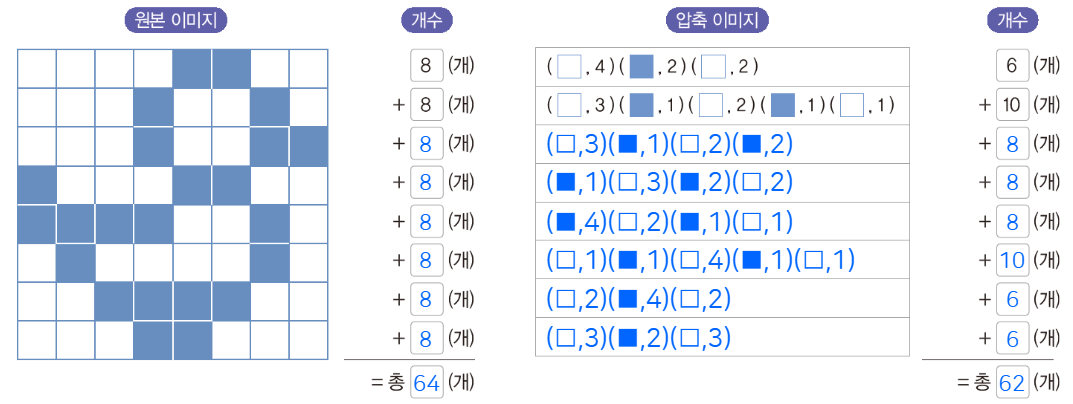 원본 이미지 개수 압축 이미지 개수
8 (개) (□,4)(■,2)(□,2) 6 (개)
+ 8 (개) (□,3)(■,1)(□,2)(■,1)(□,1) + 10 (개)
+ 8 (개) (□,3)(■,1)(□,2)(■,2) + 8 (개)
+ 8 (개) (■,1)(□,3)(■,2)(□,2) + 8 (개)
+ 8 (개) (■,4)(□,2)(■,1)(□,1) + 8 (개)
+ 8 (개) (□,1)(■,1)(□,4)(■,1)(□,1) + 10 (개)
+ 8 (개) (□,2)(■,4)(□,2) + 6 (개)
+ 8 (개) (□,3)(■,2)(□,3) + 6 (개)
= 총 64 (개) = 총 62 (개)